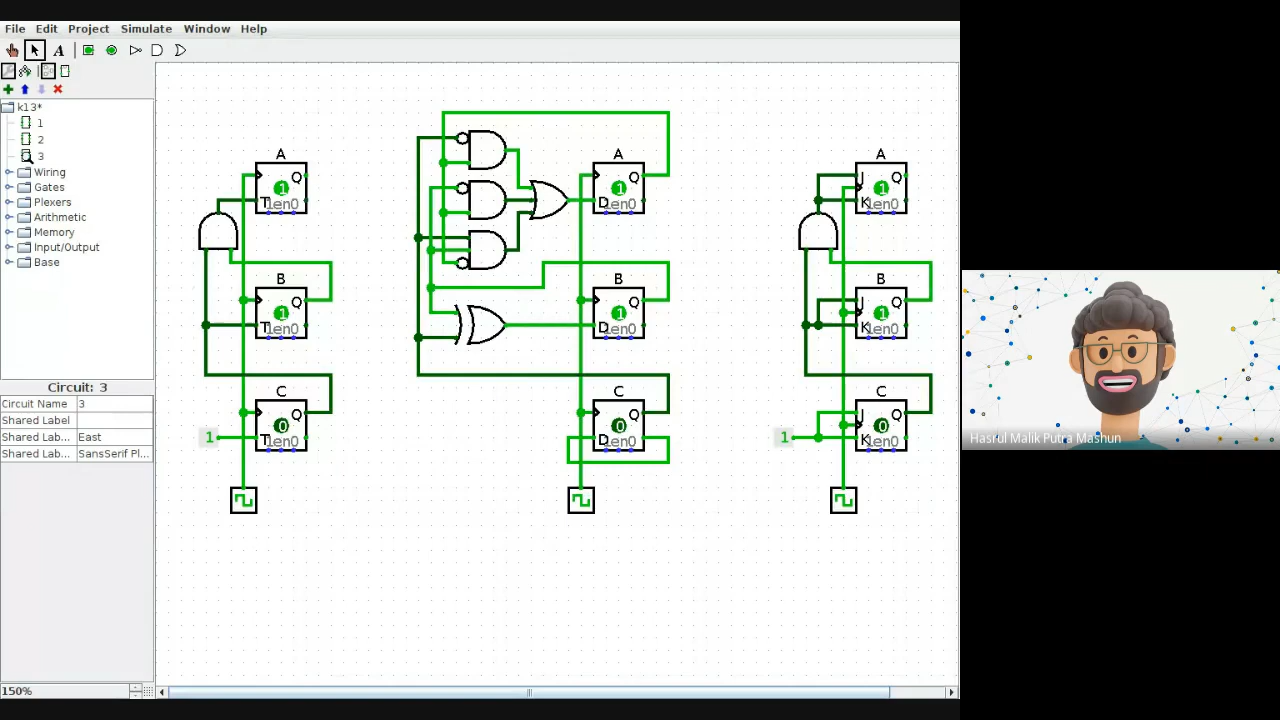 File Edit Project Simulate Window Help
A
k13*
1
2
3
Wiring
Gates
Plexers
Arithmetic
Memory
Input/Output
Base
Circuit: 3
Circuit Name 3
Shared Label
Shared Lab... East
Shared Lab... SansSerif Pl...
150%
A
Q
1
T len0
B
Q
1
T len0
C
Q
0
1 T len0
A
Q
1
D len0
B
Q
1
D len0
C
Q
0
D len0
A
J Q
1
K len0
B
J Q
1
K len0
C
J Q
0
1 K len0
Hasrul Malik Putra Mashun